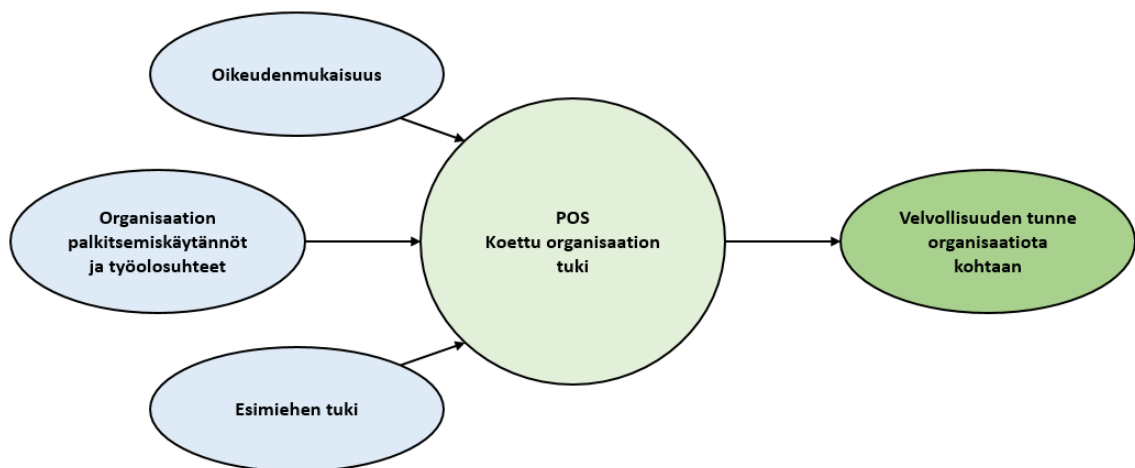 Oikeudenmukaisuus
Organisaation
palkitsemiskäytännöt
ja työolosuhteet
Esimiehen tuki
POS
Koettu organisaation
tuki
Velvollisuuden tunne
organisaatiota
kohtaan